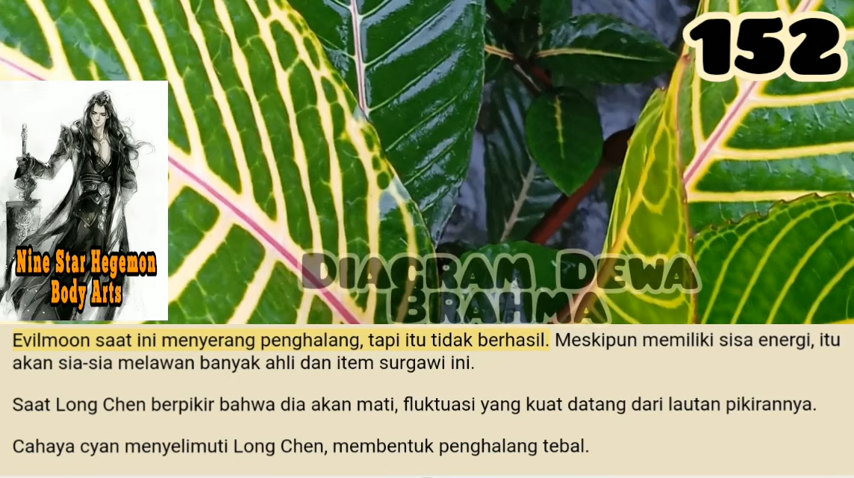 152
Nine Star Hegemon
Body Arts
DIAGRAM DEWA
BRAHMA
Evilmoon saat ini menyerang penghalang, tapi itu tidak berhasil. Meskipun memiliki sisa energi, itu
akan sia-sia melawan banyak ahli dan item surgawi ini.
Saat Long Chen berpikir bahwa dia akan mati, fluktuasi yang kuat datang dari lautan pikirannya.
Cahaya cyan menyelimuti Long Chen, membentuk penghalang tebal.